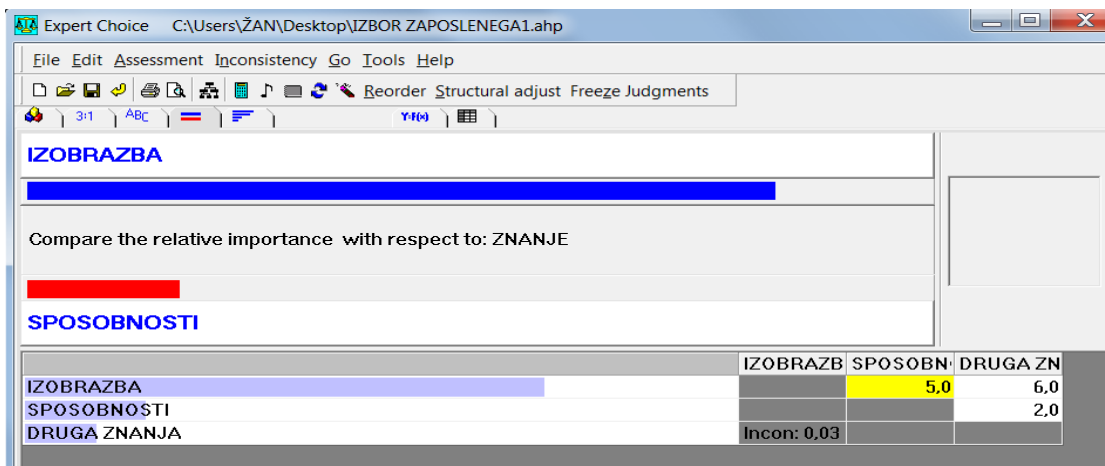 Expert Choice C:\Users\ŽAN\Desktop\IZBOR ZAPOSLENEGA1.ahp
File Edit Assessment Inconsistency Go Tools Help
Reorder Structural adjust Freeze Judgments
3:1 ABC Y:F(x)
IZOBRAZBA
Compare the relative importance with respect to: ZNANJE
SPOSOBNOSTI
IZOBRAZB SPOSOBN DRUGA ZN
IZOBRAZBA 5,0 6,0
SPOSOBNOSTI 2,0
DRUGA ZNANJA Incon: 0,03